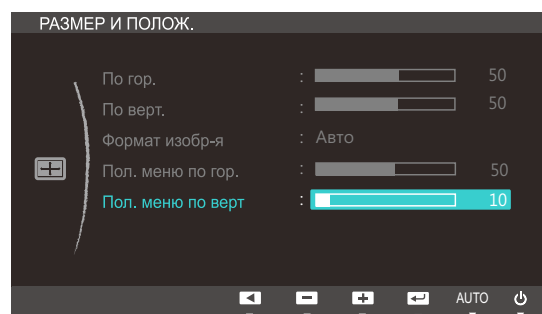 РАЗМЕР И ПОЛОЖ.
По гор. : 50
По верт. : 50
Формат изобр-я : Авто
Пол. меню по гор. : 50
Пол. меню по верт : 10
AUTO